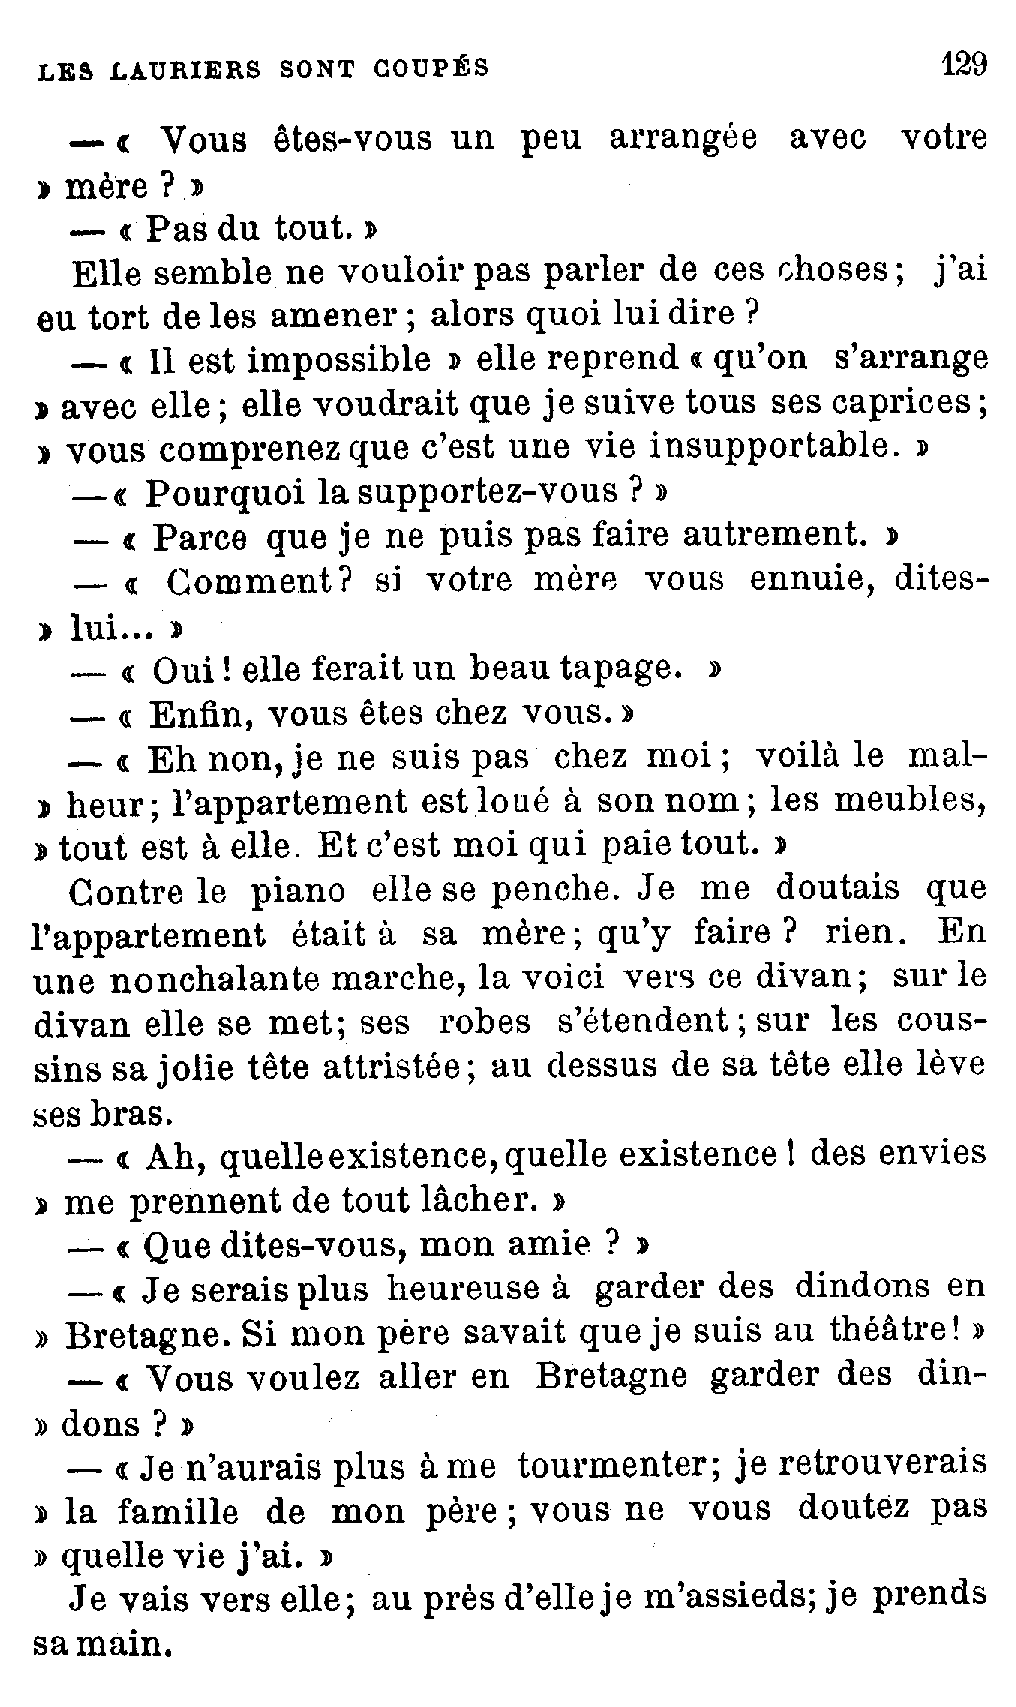 LES LAURIERS SONT COUPÉS 129
— « Vous êtes-vous un peu arrangée avec votre
» mère ? »
— « Pas du tout. »
Elle semble ne vouloir pas parler de ces choses ; j'ai
eu tort de les amener ; alors quoi lui dire ?
— « Il est impossible » elle reprend « qu'on s'arrange
» avec elle ; elle voudrait que je suive tous ses caprices ;
» vous comprenez que c'est une vie insupportable. »
— « Pourquoi la supportez-vous ? »
— « Parce que je ne puis pas faire autrement. »
— « Comment? si votre mère vous ennuie, dites-
» lui... »
— « Oui ! elle ferait un beau tapage. »
— « Enfin, vous êtes chez vous. »
— « Eh non, je ne suis pas chez moi ; voilà le mal-
» heur ; l'appartement est loué à son nom ; les meubles,
» tout est à elle. Et c'est moi qui paie tout. »
Contre le piano elle se penche. Je me doutais que
l'appartement était à sa mère ; qu'y faire ? rien. En
une nonchalante marche, la voici vers ce divan ; sur le
divan elle se met ; ses robes s'étendent ; sur les cous-
sins sa jolie tête attristée ; au dessus de sa tête elle lève
ses bras.
— « Ah, quelle existence, quelle existence ! des envies
» me prennent de tout lâcher. »
— « Que dites-vous, mon amie ? »
— « Je serais plus heureuse à garder des dindons en
» Bretagne. Si mon père savait que je suis au théâtre! »
— « Vous voulez aller en Bretagne garder des din-
» dons ? »
— « Je n'aurais plus à me tourmenter ; je retrouverais
» la famille de mon père ; vous ne vous doutez pas
» quelle vie j'ai. »
Je vais vers elle ; au près d'elle je m'assieds ; je prends
sa main.